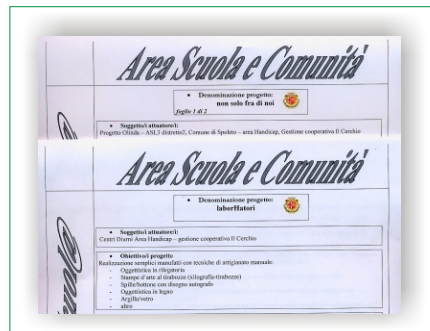 Area Scuola e Comunità
• Denominazione progetto:
non solo fra di noi
foglio 1 di 2
• Soggetto/i attuatore/i:
Progetto Olinda – ASL3 distretto2, Comune di Spoleto – area Handicap, Gestione cooperativa Il Cerchio
Area Scuola e Comunità
• Denominazione progetto:
laborHatori
• Soggetto/i attuatore/i:
Centri Diurni Area Handicap – gestione cooperativa Il Cerchio
• Obiettivo/i progetto
Realizzazione semplici manufatti con tecniche di artigianato manuale.
- Oggettistica in rilegatoria
- Stampe d'arte al tirabozze (xilografia-tirabozze)
- Spille/bottone con disegno autografo
- Oggettistica in legno
- Argilla/vetro
- altro